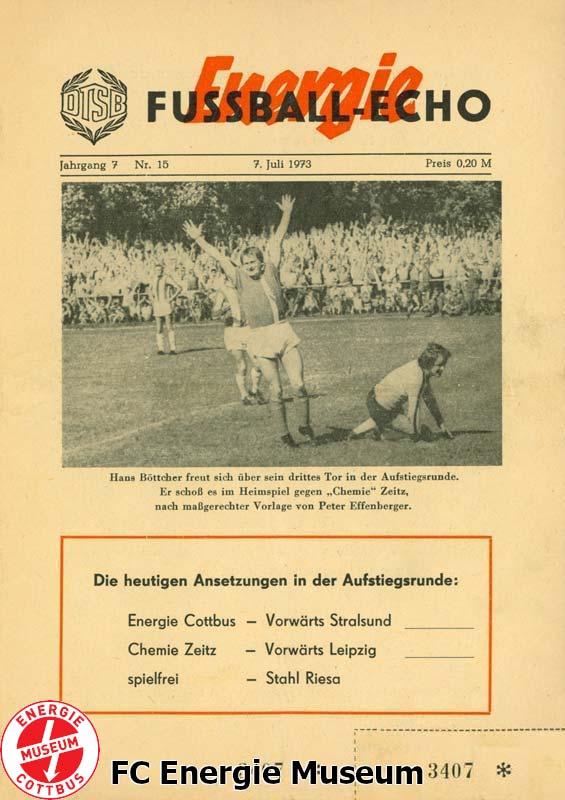 DTSB
Energie
FUSSBALL-ECHO
Jahrgang 7 Nr. 15 7. Juli 1973 Preis 0,20 M
Hans Böttcher freut sich über sein drittes Tor in der Aufstiegsrunde.
Er schoß es im Heimspiel gegen „Chemie“ Zeitz,
nach maßgerechter Vorlage von Peter Effenberger.
Die heutigen Ansetzungen in der Aufstiegsrunde:
Energie Cottbus – Vorwärts Stralsund
Chemie Zeitz – Vorwärts Leipzig
spielfrei – Stahl Riesa
ENERGIE
MUSEUM
COTTBUS
FC Energie Museum
3407 *